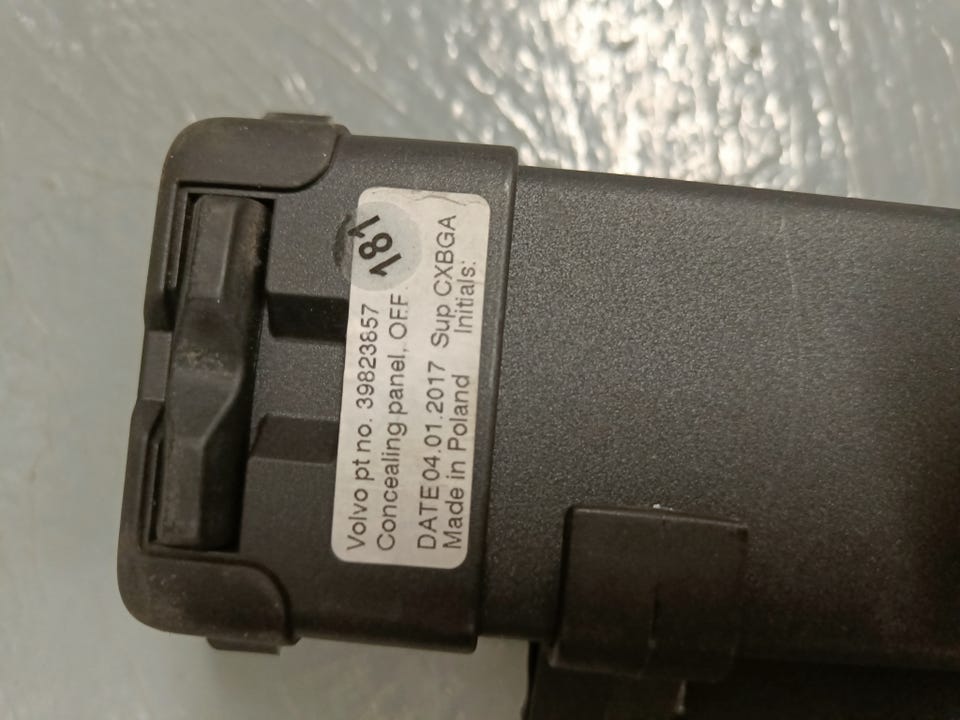 Volvo pt no. 39823857
Concealing panel, OFF
DATE 04.01.2017 Sup CXBGA
Made in Poland Initials:
181